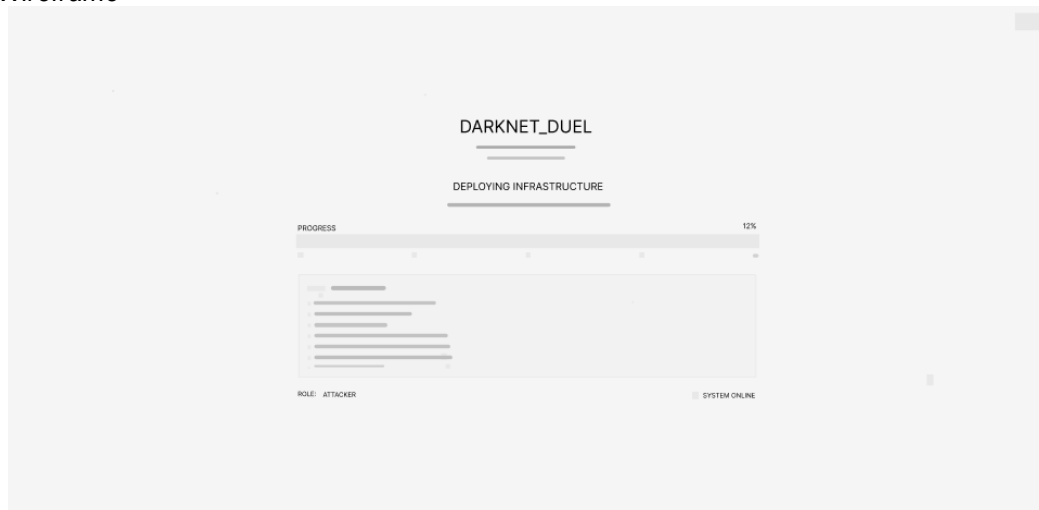 Wireframe
DARKNET_DUEL
DEPLOYING INFRASTRUCTURE
PROGRESS 12%
ROLE: ATTACKER SYSTEM ONLINE